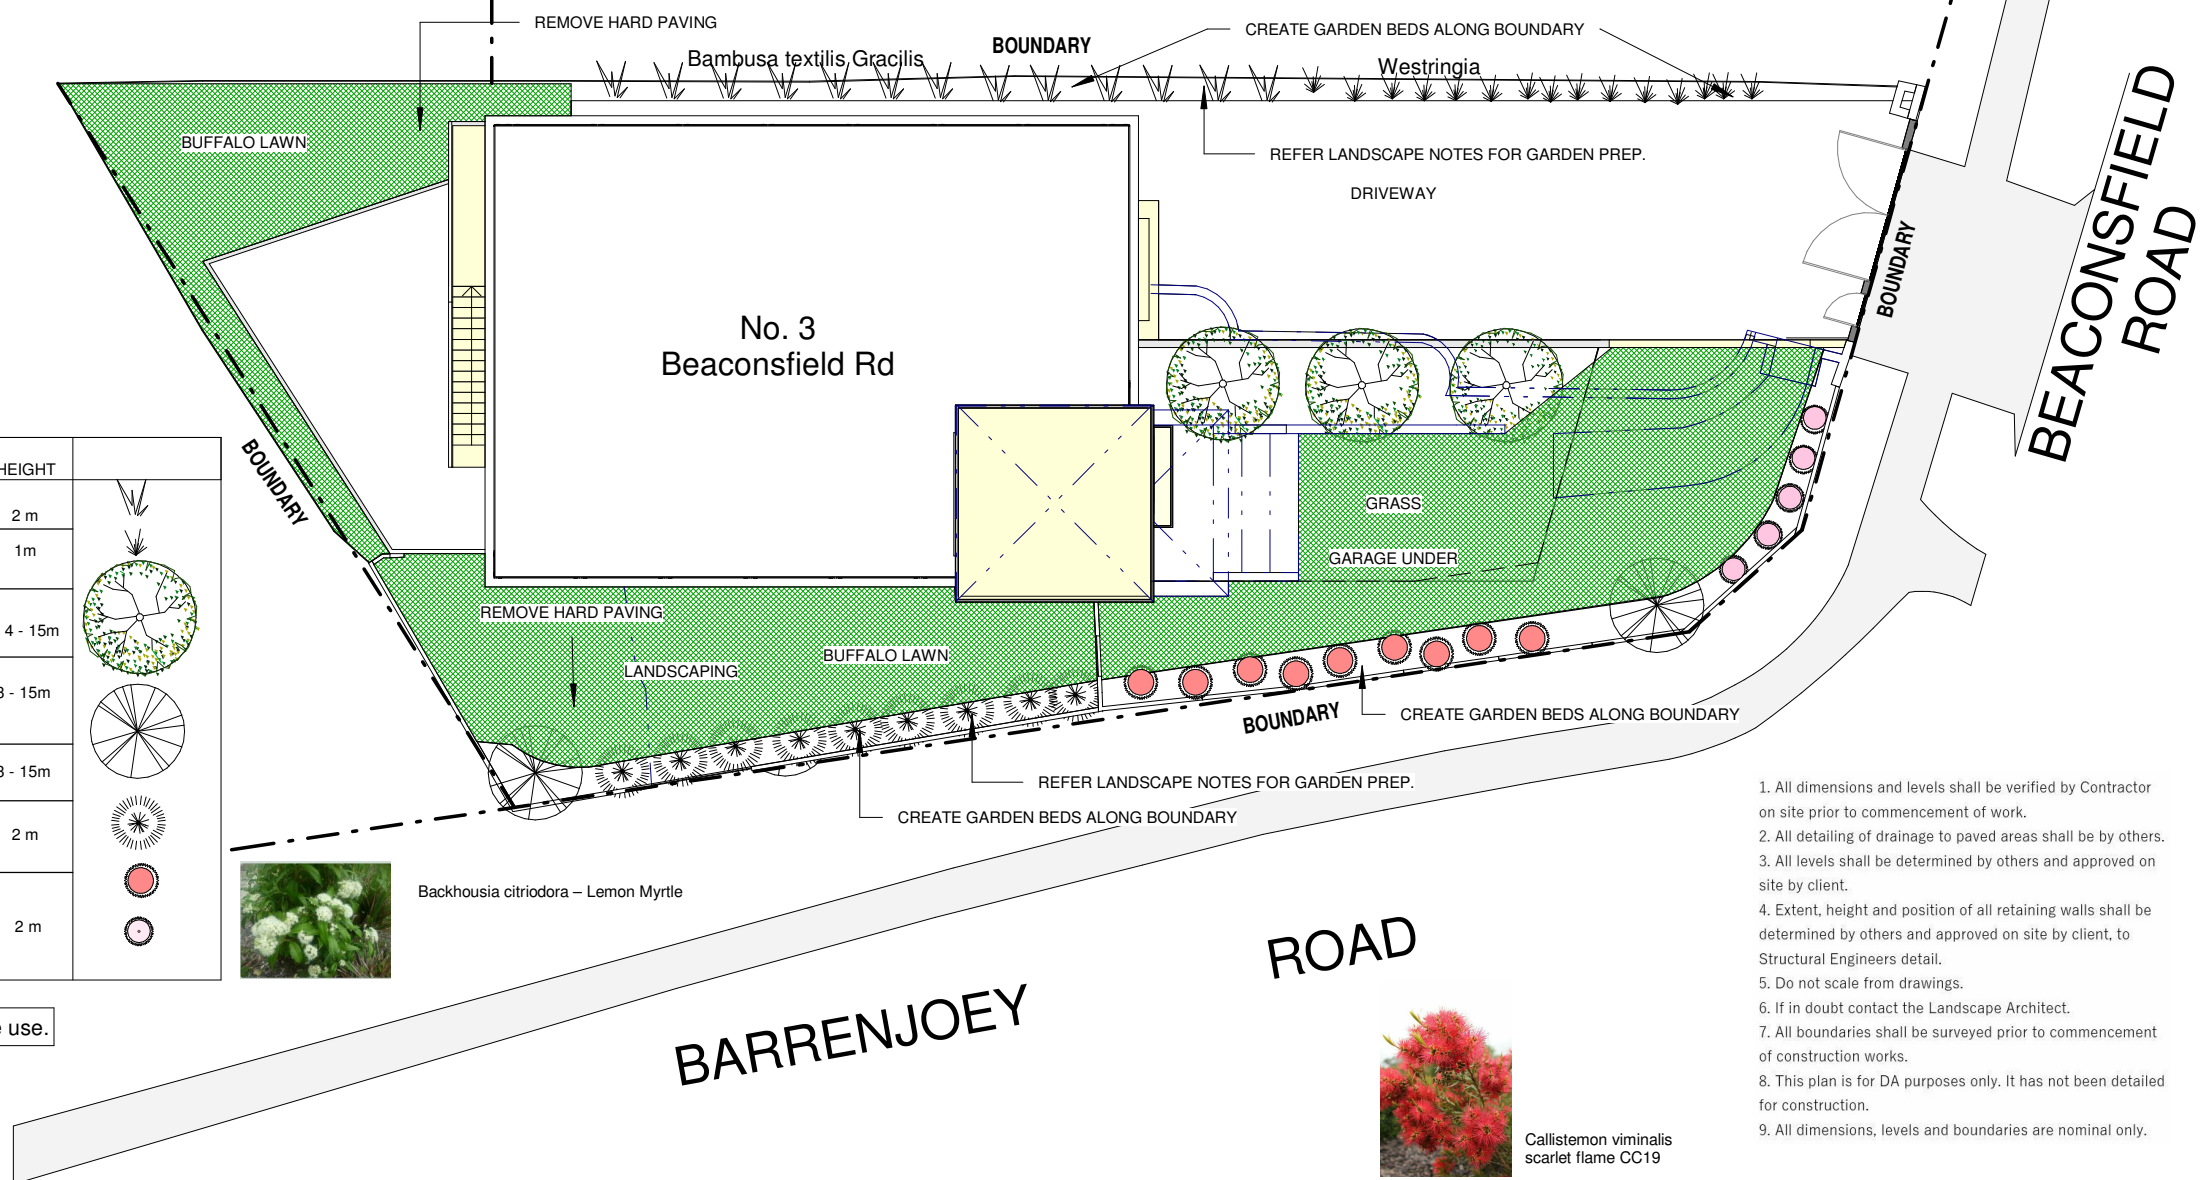 REMOVE HARD PAVING
CREATE GARDEN BEDS ALONG BOUNDARY
BOUNDARY
Bambusa textilis Gracilis
Westringia
BUFFALO LAWN
REFER LANDSCAPE NOTES FOR GARDEN PREP.
DRIVEWAY
BOUNDARY
BEACONSFIELD
ROAD
No. 3
Beaconsfield Rd
BOUNDARY
HEIGHT
2 m
1m
4 - 15m
- 15m
- 15m
2 m
2 m
GRASS
GARAGE UNDER
REMOVE HARD PAVING
LANDSCAPING
BUFFALO LAWN
BOUNDARY
CREATE GARDEN BEDS ALONG BOUNDARY
REFER LANDSCAPE NOTES FOR GARDEN PREP.
CREATE GARDEN BEDS ALONG BOUNDARY
Backhousia citriodora – Lemon Myrtle
use.
BARRENJOEY
ROAD
Callistemon viminalis
scarlet flame CC19
1. All dimensions and levels shall be verified by Contractor
on site prior to commencement of work.
2. All detailing of drainage to paved areas shall be by others.
3. All levels shall be determined by others and approved on
site by client.
4. Extent, height and position of all retaining walls shall be
determined by others and approved on site by client, to
Structural Engineers detail.
5. Do not scale from drawings.
6. If in doubt contact the Landscape Architect.
7. All boundaries shall be surveyed prior to commencement
of construction works.
8. This plan is for DA purposes only. It has not been detailed
for construction.
9. All dimensions, levels and boundaries are nominal only.